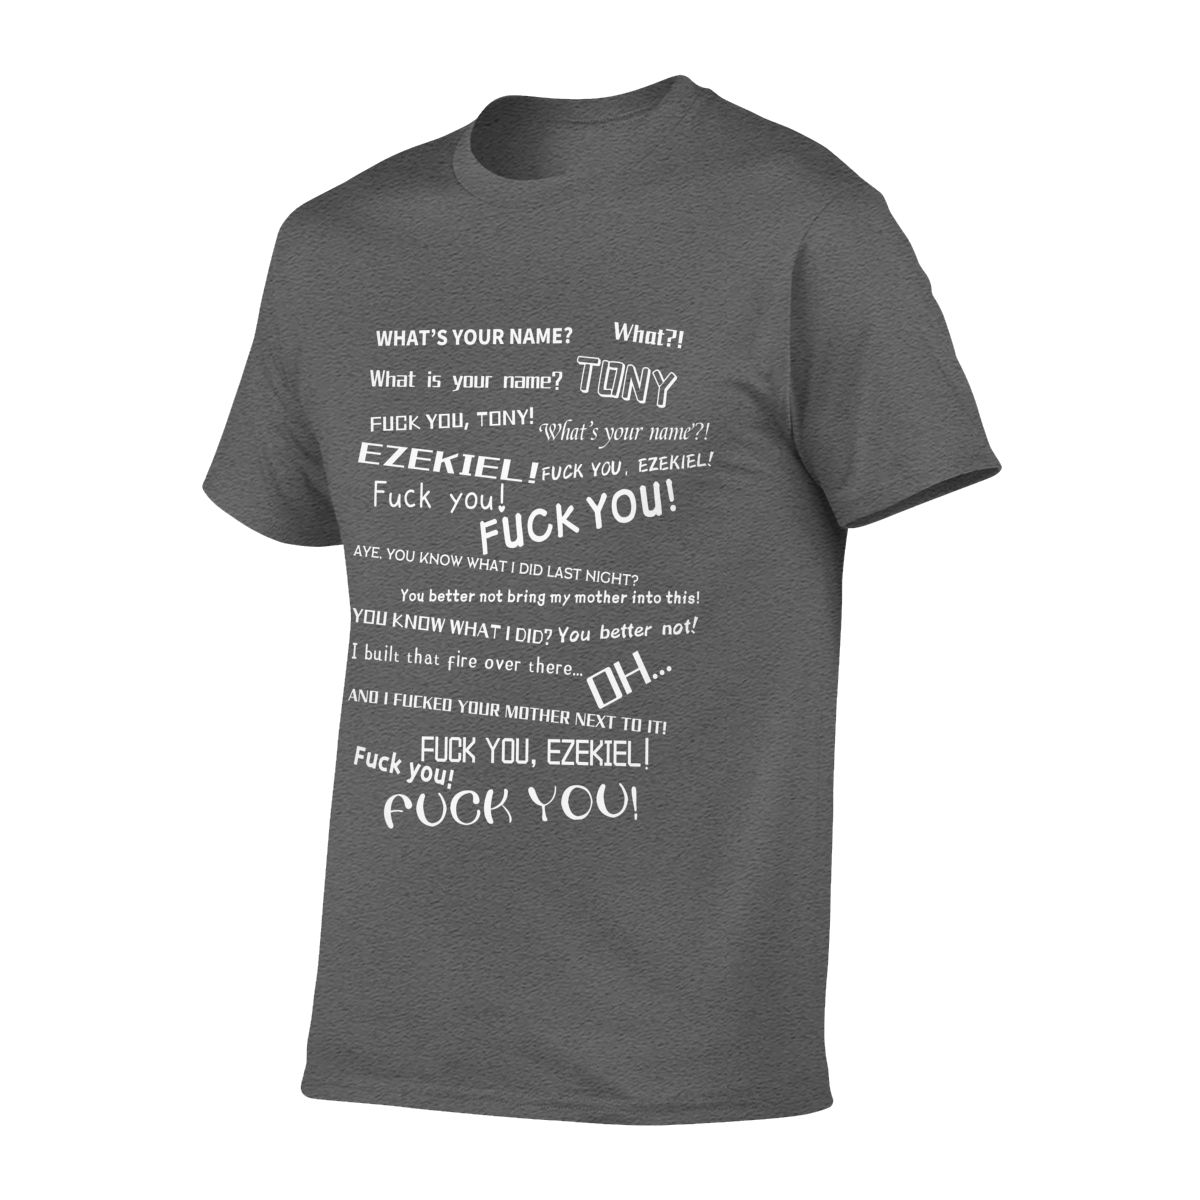 WHAT'S YOUR NAME? What?!
What is your name? TONY
FUCK YOU, TONY! What's your name?!
EZEKIEL! FUCK YOU, EZEKIEL!
Fuck you! FUCK YOU!
AYE, YOU KNOW WHAT I DID LAST NIGHT?
You better not bring my mother into this!
YOU KNOW WHAT I DID? You better not!
I built that fire over there... OH...
AND I FUCKED YOUR MOTHER NEXT TO IT!
FUCK YOU, EZEKIEL!
Fuck you!
FUCK YOU!